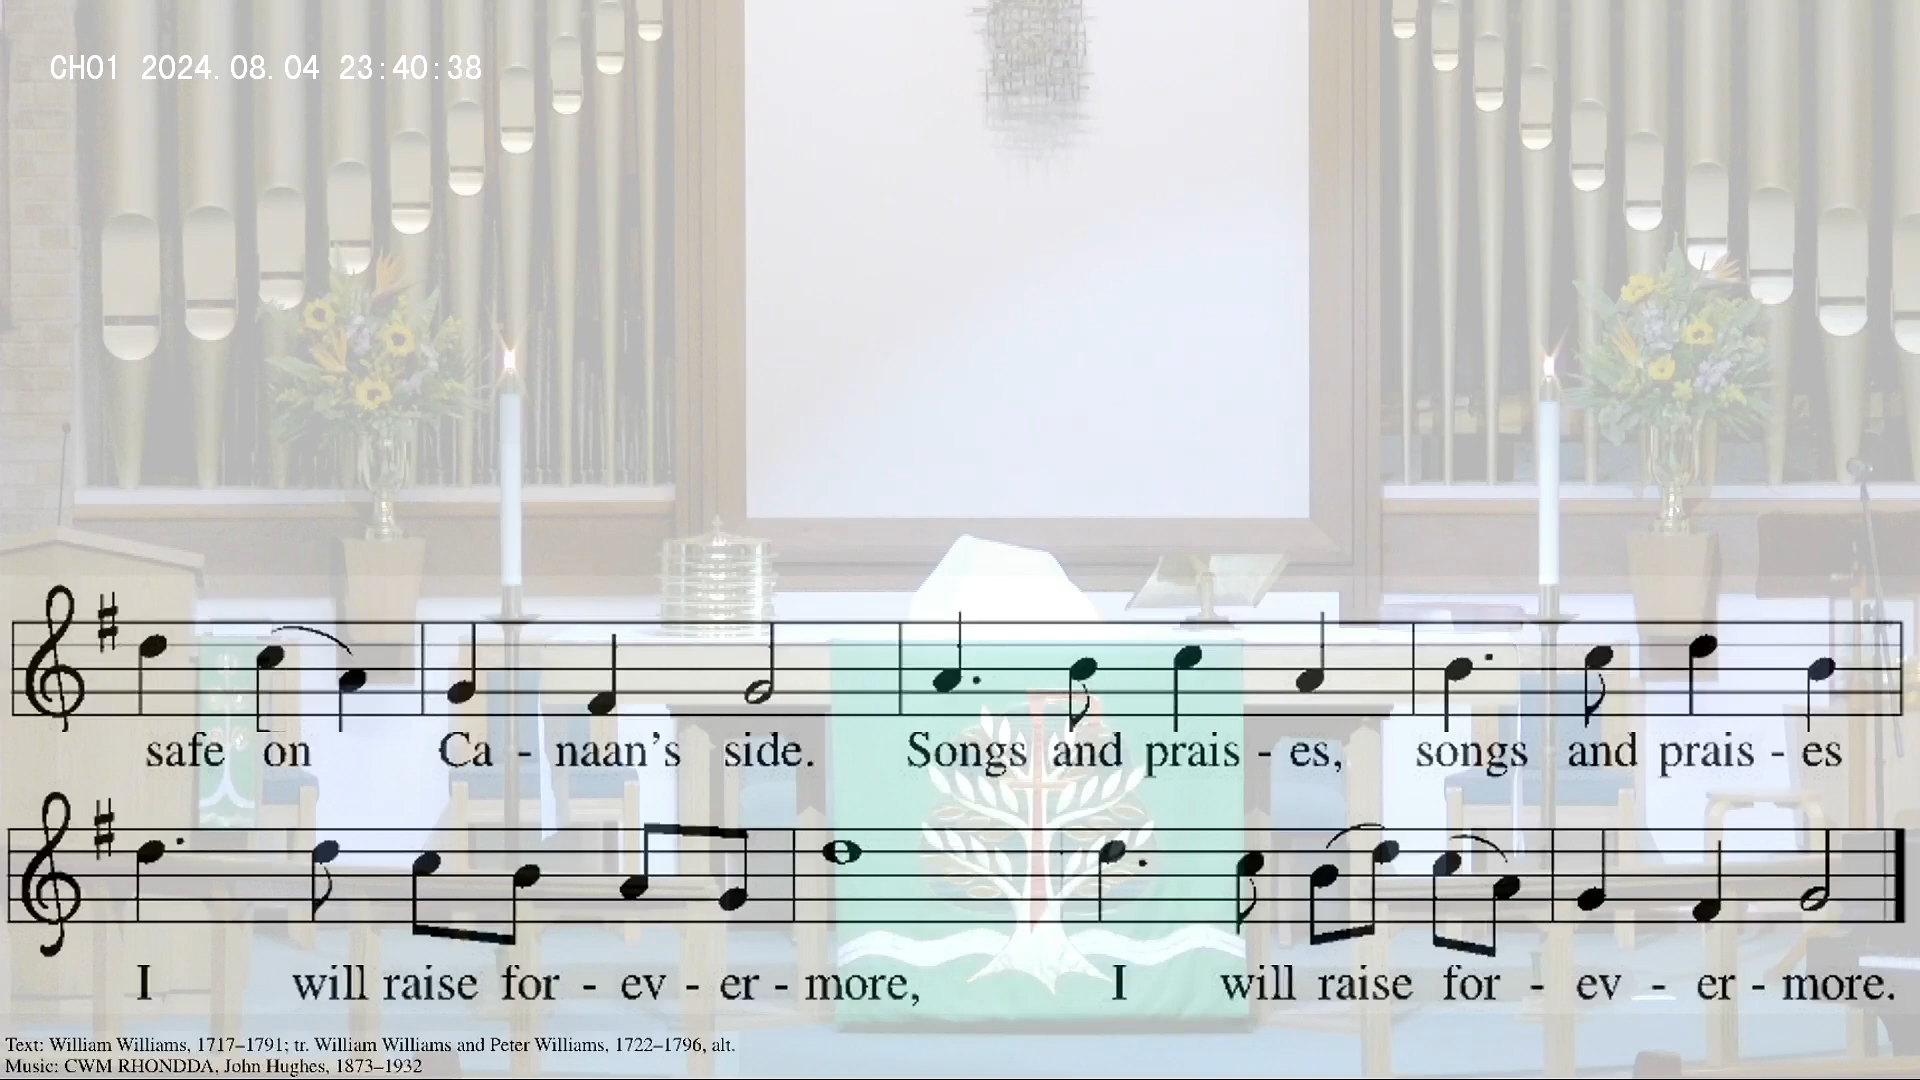 CH01 2024.08.04 23:40:38
safe on Ca - naan's side. Songs and prais - es, songs and prais - es
I will raise for - ev - er - more, I will raise for - ev - er - more.
Text: William Williams, 1717–1791; tr. William Williams and Peter Williams, 1722–1796, alt.
Music: CWM RHONDDA, John Hughes, 1873–1932